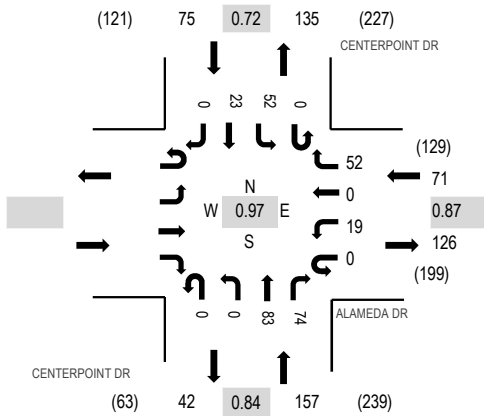 (121) 75 0.72 135 (227)
CENTERPOINT DR
0 23 52 0
(129)
52
71
N
0
W 0.97 E
0.87
S
19
126
0
(199)
0 0 83 74
ALAMEDA DR
CENTERPOINT DR
(63) 42 0.84 157 (239)